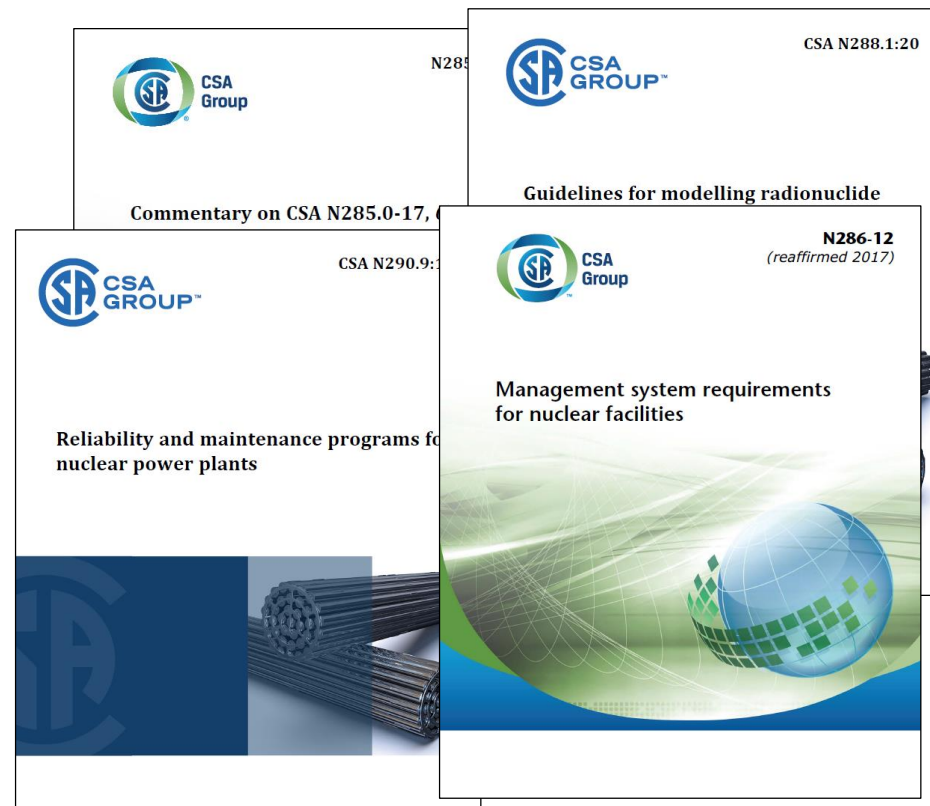 N285
CSA
Group
Commentary on CSA N285.0-17,
CSA N288.1:20
CSA
GROUP™
Guidelines for modelling radionuclide
CSA N290.9:1
CSA
GROUP™
Reliability and maintenance programs fo
nuclear power plants
N286-12
(reaffirmed 2017)
CSA
Group
Management system requirements
for nuclear facilities